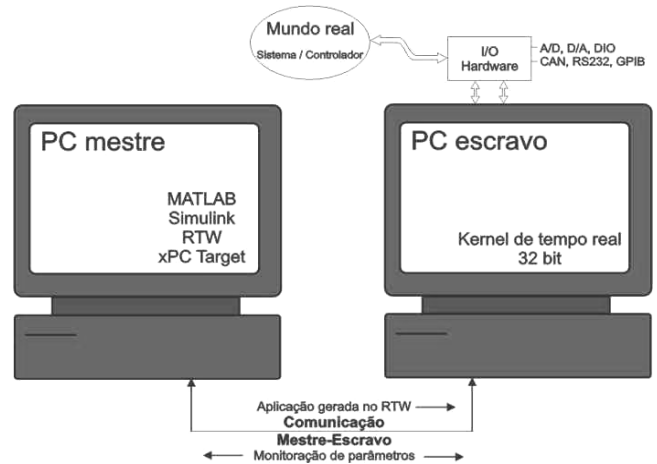 Mundo real
Sistema / Controlador
I/O
Hardware
A/D, D/A, DIO
CAN, RS232, GPIB
PC mestre
MATLAB
Simulink
RTW
xPC Target
PC escravo
Kernel de tempo real
32 bit
Aplicação gerada no RTW
Comunicação
Mestre-Escravo
Monitoração de parâmetros